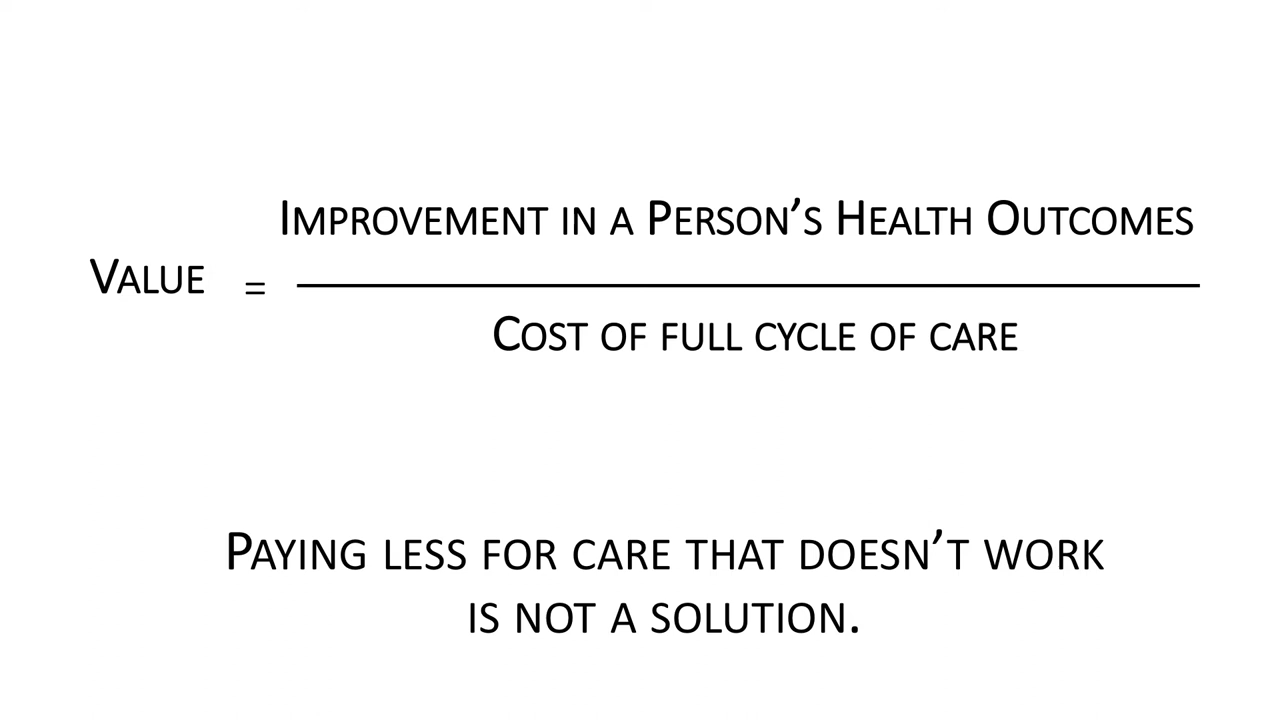 Improvement in a Person’s Health Outcomes
Value =
Cost of full cycle of care
Paying less for care that doesn’t work
is not a solution.